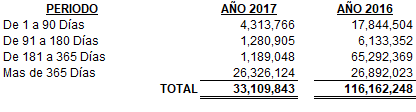 PERIODO AÑO 2017 AÑO 2016
De 1 a 90 Días 4,313,766 17,844,504
De 91 a 180 Días 1,280,905 6,133,352
De 181 a 365 Días 1,189,048 65,292,369
Mas de 365 Días 26,326,124 26,892,023
TOTAL 33,109,843 116,162,248